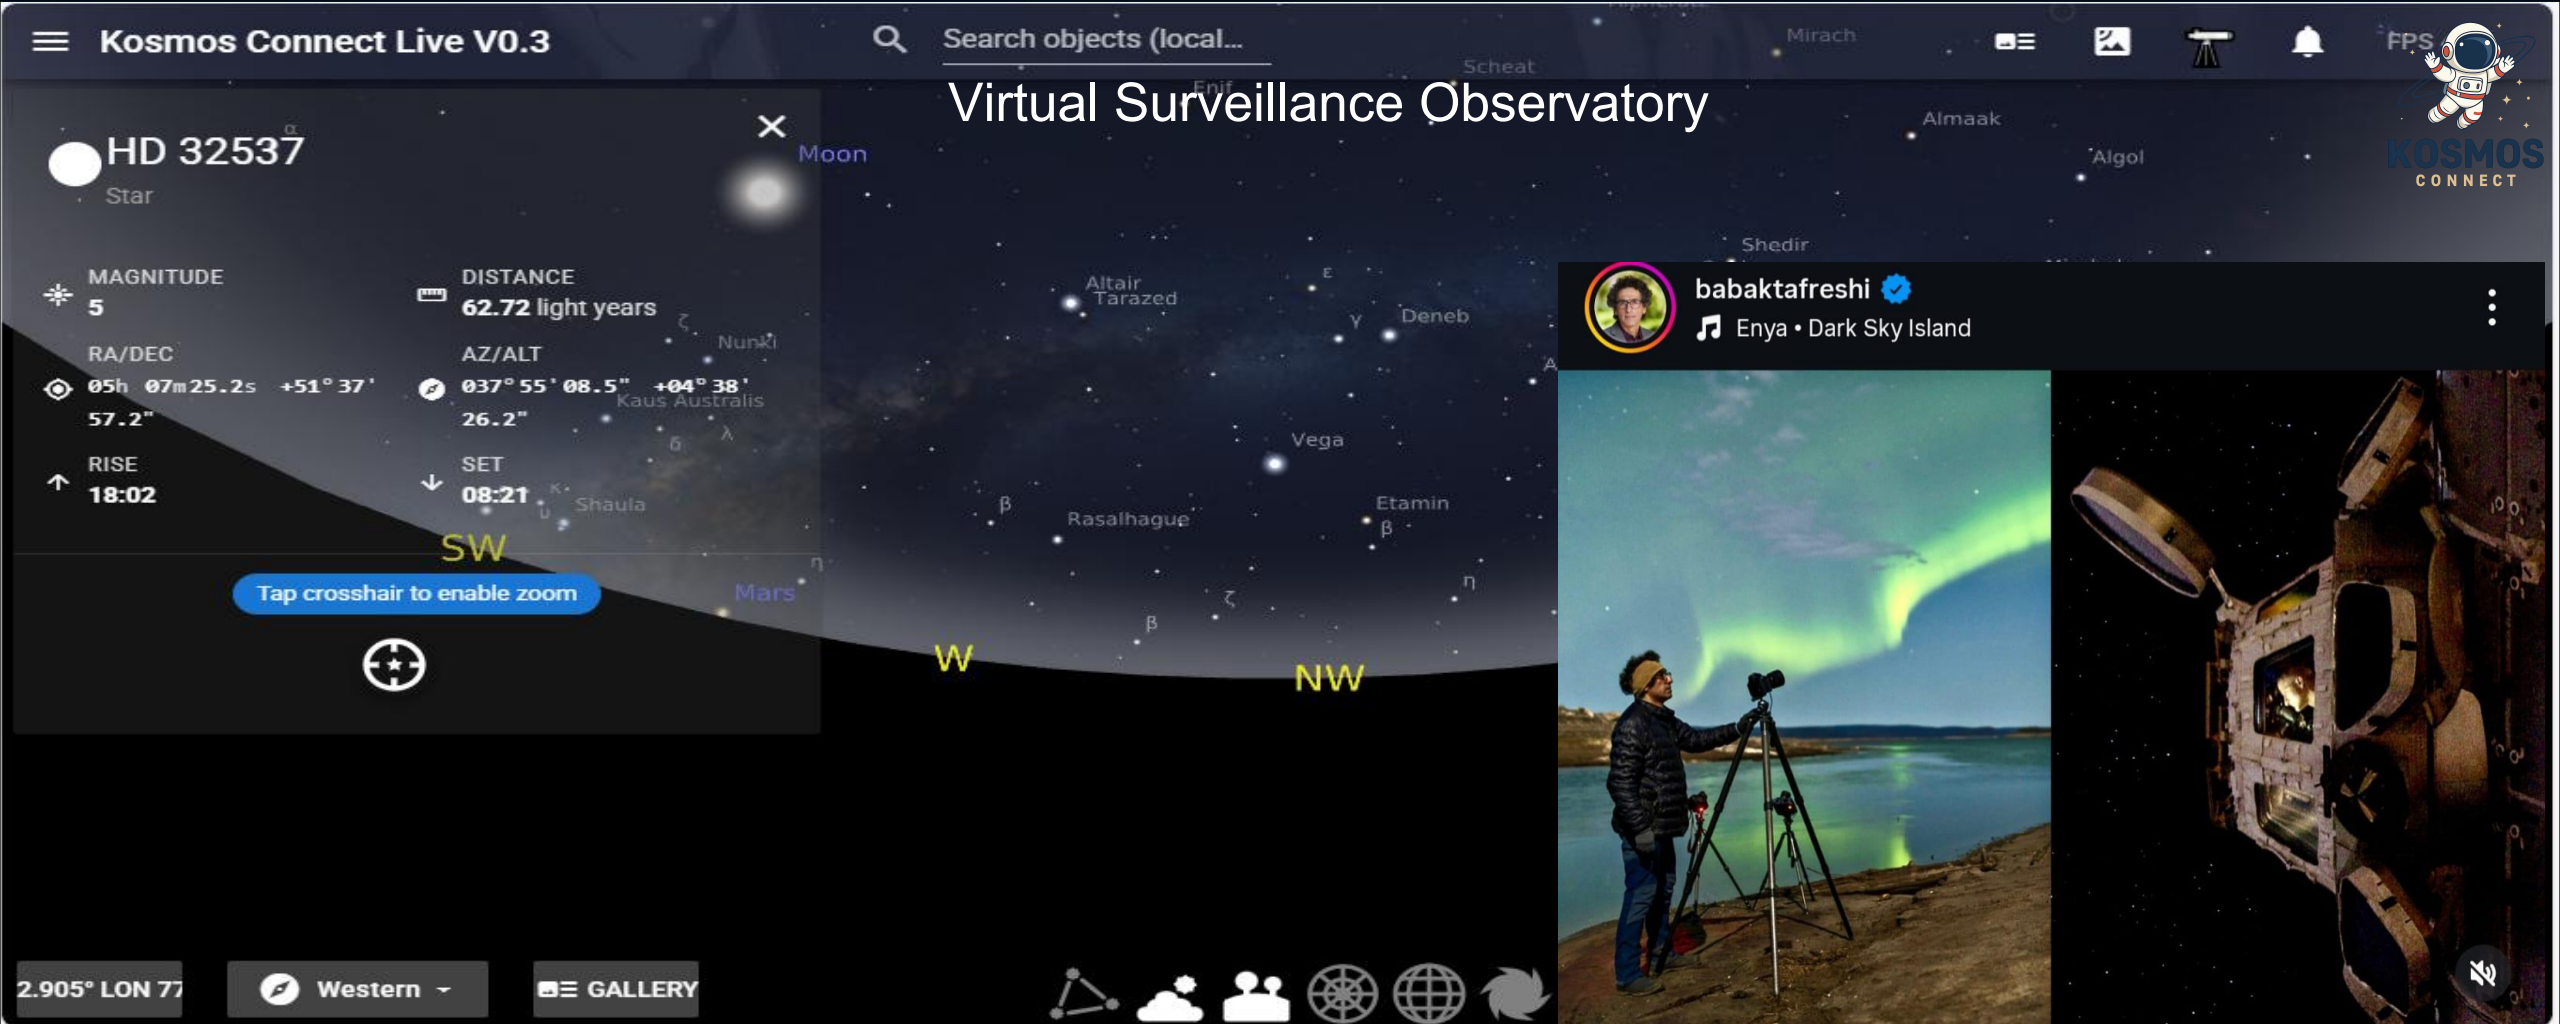 Kosmos Connect Live V0.3
Search objects (local...
FPS
KOSMOS
CONNECT
Virtual Surveillance Observatory
Mirach
Scheat
Enif
Almaak
Algol
Shedir
HD 32537
α
Star
Moon
MAGNITUDE
5
DISTANCE
62.72 light years
RA/DEC
05h 07m25.2s +51°37'
57.2"
AZ/ALT
037°55'08.5" +04°38'
26.2"
RISE
18:02
SET
08:21
ζ
Nunki
Kaus Australis
δ
λ
κ
υ
Shaula
SW
η
Mars
Tap crosshair to enable zoom
Altair
Tarazed
ε
γ
Deneb
A
Vega
β
Rasalhague
Etamin
β
η
ζ
β
W
NW
babaktafreshi
Enya • Dark Sky Island
2.905° LON 77
Western
GALLERY